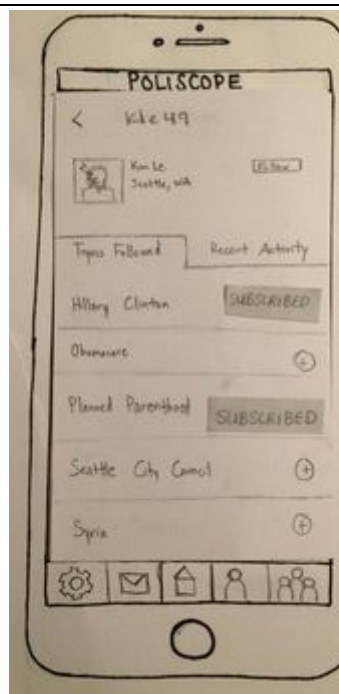 POLISCOPE
< kle49
Kim Le
Seattle, WA
Follow
Topics Followed Recent Activity
Hillary Clinton SUBSCRIBED
Obamacare
Planned Parenthood SUBSCRIBED
Seattle City Council
Syria